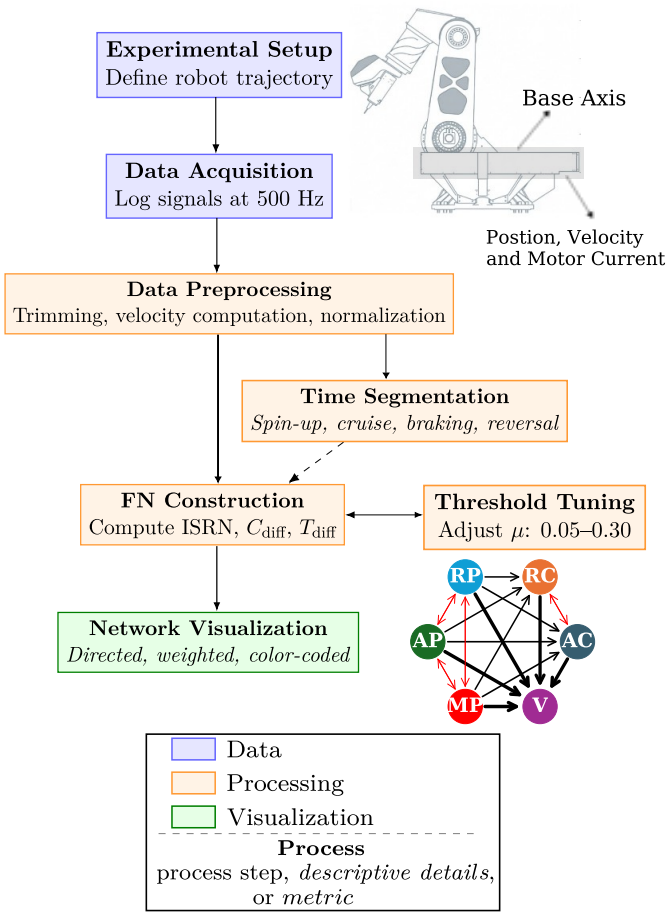 Experimental Setup
Define robot trajectory
Base Axis
Data Acquisition
Log signals at 500 Hz
Postion, Velocity
and Motor Current
Data Preprocessing
Trimming, velocity computation, normalization
Time Segmentation
Spin-up, cruise, braking, reversal
FN Construction
Compute ISRN, C_diff, T_diff
Threshold Tuning
Adjust μ: 0.05–0.30
Network Visualization
Directed, weighted, color-coded
RP
RC
AP
AC
MP
V
Data
Processing
Visualization
Process
process step, descriptive details,
or metric